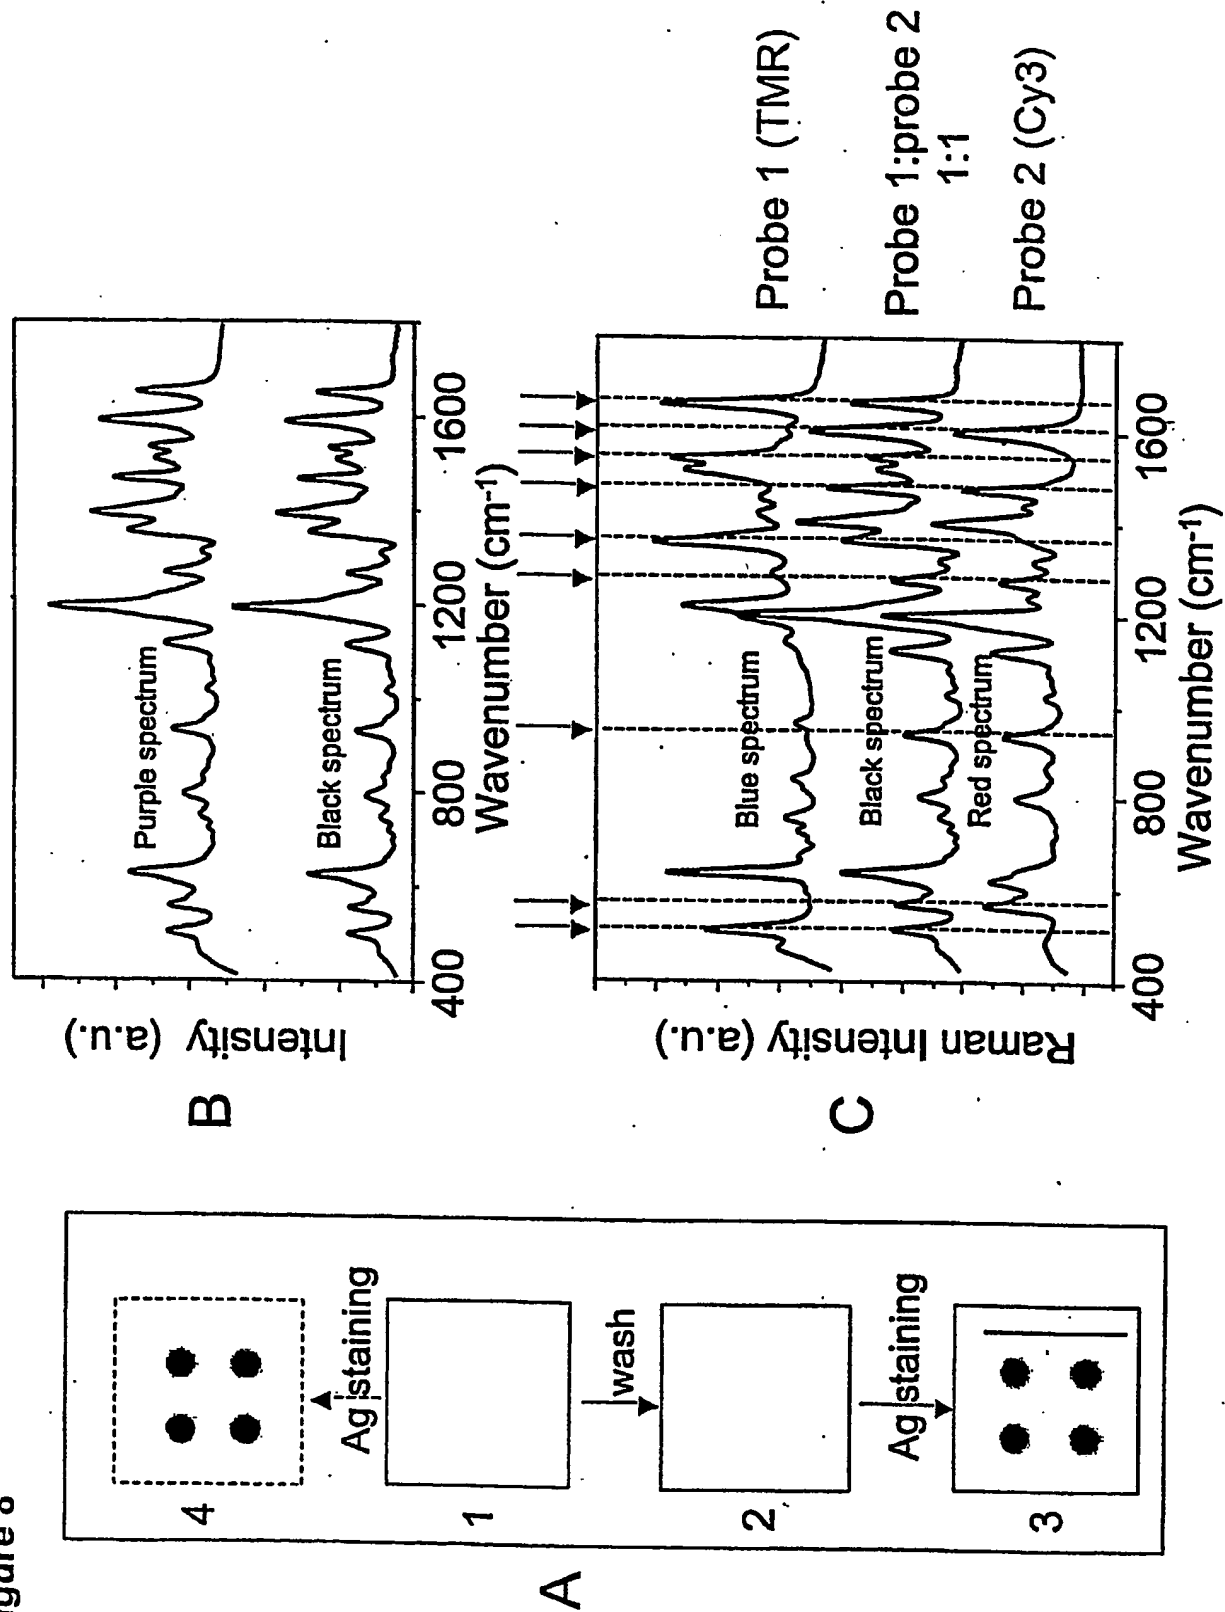 Figure 8
A
4
Ag staining
1
wash
2
Ag staining
3
B
Intensity (a.u.)
Purple spectrum
Black spectrum
400
800
1200
1600
Wavenumber (cm-1)
C
Raman Intensity (a.u.)
Blue spectrum
Black spectrum
Red spectrum
Probe 1 (TMR)
Probe 1:probe 2
1:1
Probe 2 (Cy3)
400
800
1200
1600
Wavenumber (cm-1)